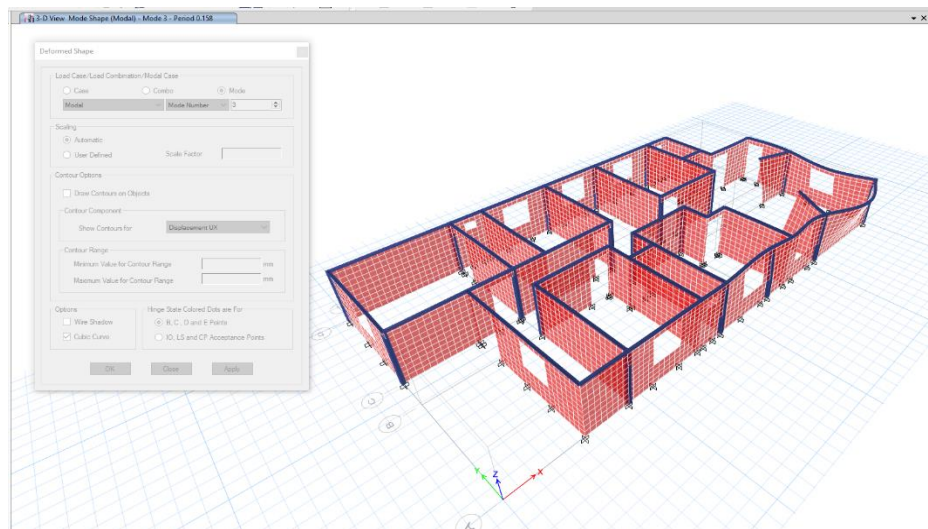 3-D View Mode Shape (Modal) - Mode 3 - Period 0.158
Deformed Shape
Load Case/Load Combination/Modal Case
Case
Combo
Mode
Modal
Mode Number
3
Scaling
Automatic
User Defined
Scale Factor
Contour Options
Draw Contours on Objects
Contour Component
Show Contours for
Displacement UX
Contour Range
Minimum Value for Contour Range
mm
Maximum Value for Contour Range
mm
Options
Wire Shadow
Cubic Curve
Hinge State Colored Dots are For
B, C, D and E Points
IO, LS and CP Acceptance Points
OK
Close
Apply
C
B
Y
Z
X